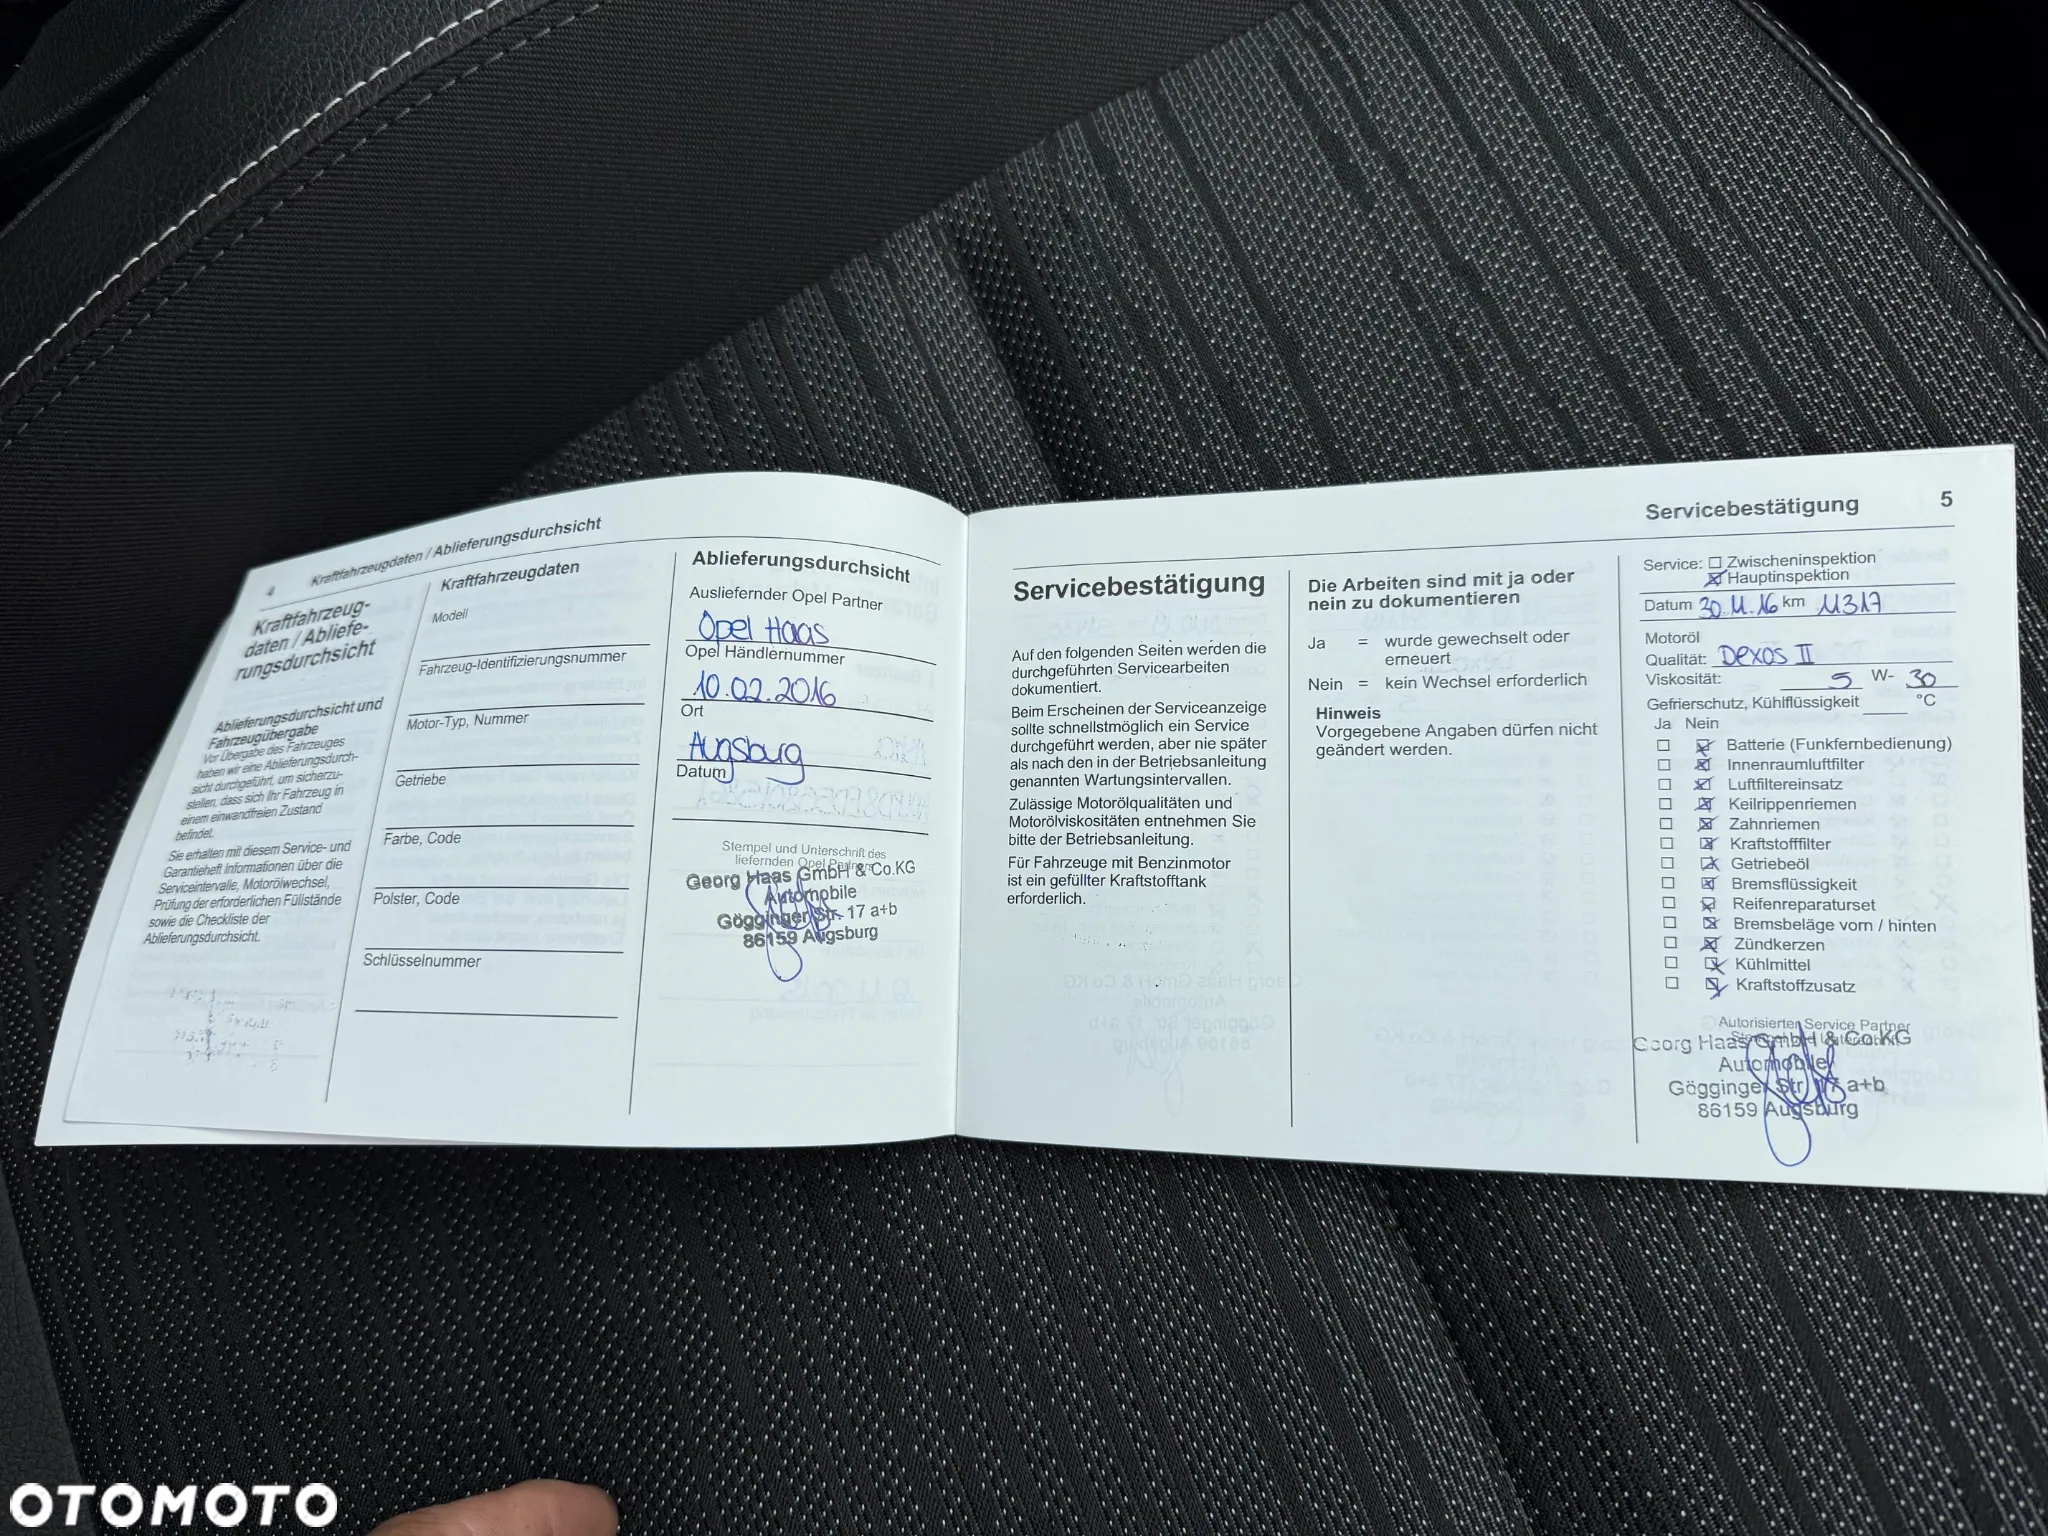 4 Kraftfahrzeugdaten / Ablieferungsdurchsicht
Kraftfahrzeug-
daten / Abliefe-
rungsdurchsicht
Ablieferungsdurchsicht und
Fahrzeugübergabe
Vor Übergabe des Fahrzeuges
haben wir eine Ablieferungsdurch-
sicht durchgeführt, um sicherzu-
stellen, dass sich Ihr Fahrzeug in
einem einwandfreien Zustand
befindet.
Sie erhalten mit diesem Service- und
Garantieheft Informationen über die
Serviceintervalle, Motorölwechsel,
Prüfung der erforderlichen Füllstände
sowie die Checkliste der
Ablieferungsdurchsicht.
Kraftfahrzeugdaten
Modell
Fahrzeug-Identifizierungsnummer
Motor-Typ, Nummer
Getriebe
Farbe, Code
Polster, Code
Schlüsselnummer
Ablieferungsdurchsicht
Ausliefernder Opel Partner
Opel Haas
Opel Händlernummer
10.02.2016
Ort
Augsburg
Datum
Stempel und Unterschrift des
liefernden Opel Partners
Georg Haas GmbH & Co.KG
Automobile
Gögginger Str. 17 a+b
86159 Augsburg
Servicebestätigung 5
Servicebestätigung
Auf den folgenden Seiten werden die
durchgeführten Servicearbeiten
dokumentiert.
Beim Erscheinen der Serviceanzeige
sollte schnellstmöglich ein Service
durchgeführt werden, aber nie später
als nach den in der Betriebsanleitung
genannten Wartungsintervallen.
Zulässige Motorölqualitäten und
Motorölviskositäten entnehmen Sie
bitte der Betriebsanleitung.
Für Fahrzeuge mit Benzinmotor
ist ein gefüllter Kraftstofftank
erforderlich.
Die Arbeiten sind mit ja oder
nein zu dokumentieren
Ja = wurde gewechselt oder
erneuert
Nein = kein Wechsel erforderlich
Hinweis
Vorgegebene Angaben dürfen nicht
geändert werden.
Service: ☐ Zwischeninspektion
☒ Hauptinspektion
Datum 30.11.16 km 11317
Motoröl
Qualität: Dexos II
Viskosität: 5 W- 30
Gefrierschutz, Kühlflüssigkeit °C
Ja Nein
☐ ☒ Batterie (Funkfernbedienung)
☐ ☒ Innenraumluftfilter
☐ ☒ Luftfiltereinsatz
☐ ☒ Keilrippenriemen
☐ ☒ Zahnriemen
☐ ☒ Kraftstofffilter
☐ ☒ Getriebeöl
☐ ☒ Bremsflüssigkeit
☐ ☒ Reifenreparaturset
☐ ☒ Bremsbeläge vorn / hinten
☐ ☒ Zündkerzen
☐ ☒ Kühlmittel
☐ ☒ Kraftstoffzusatz
Autorisierter Service Partner
Georg Haas GmbH & Co.KG
Automobile
Gögginger Str. 17 a+b
86159 Augsburg
OTOMOTO